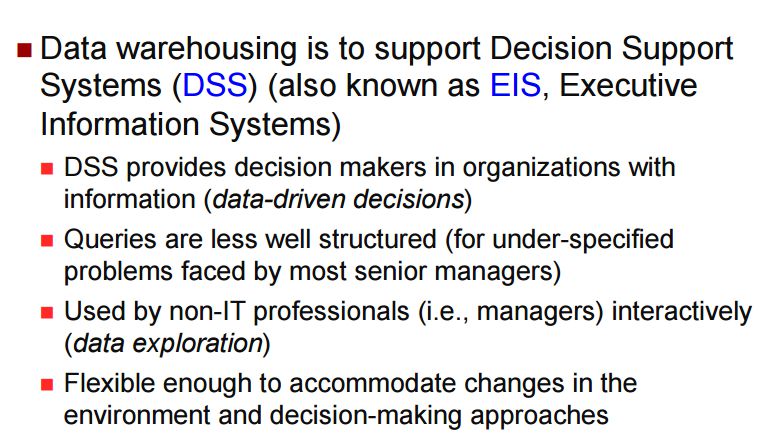 Data warehousing is to support Decision Support
Systems (DSS) (also known as EIS, Executive
Information Systems)
DSS provides decision makers in organizations with
information (data-driven decisions)
Queries are less well structured (for under-specified
problems faced by most senior managers)
Used by non-IT professionals (i.e., managers) interactively
(data exploration)
Flexible enough to accommodate changes in the
environment and decision-making approaches